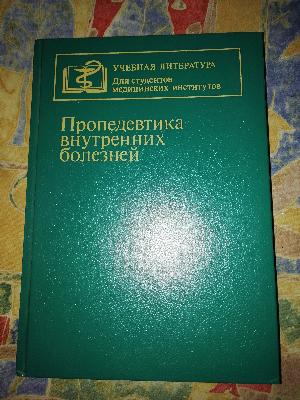 УЧЕБНАЯ ЛИТЕРАТУРА
Для студентов
медицинских институтов
Пропедевтика
внутренних
болезней